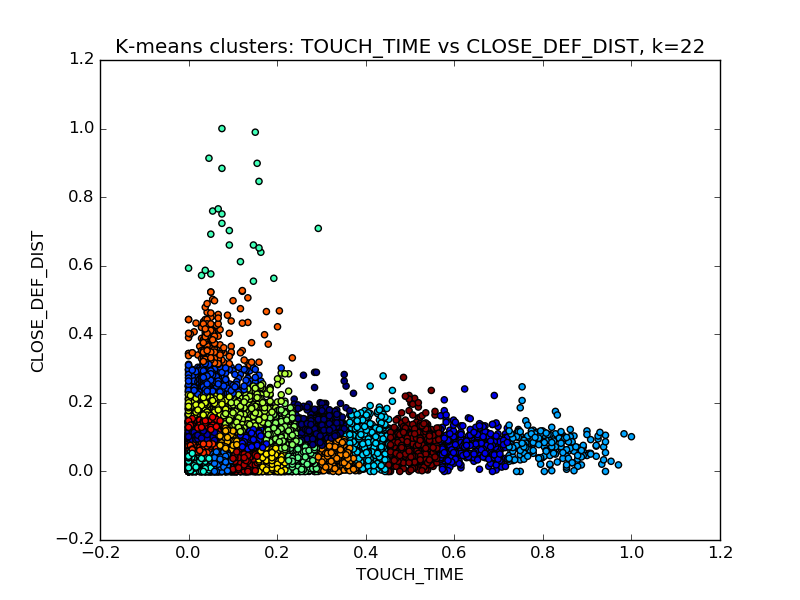 K-means clusters: TOUCH_TIME vs CLOSE_DEF_DIST, k=22
1.2
1.0
0.8
0.6
0.4
0.2
0.0
−0.2
CLOSE_DEF_DIST
−0.2 0.0 0.2 0.4 0.6 0.8 1.0 1.2
TOUCH_TIME